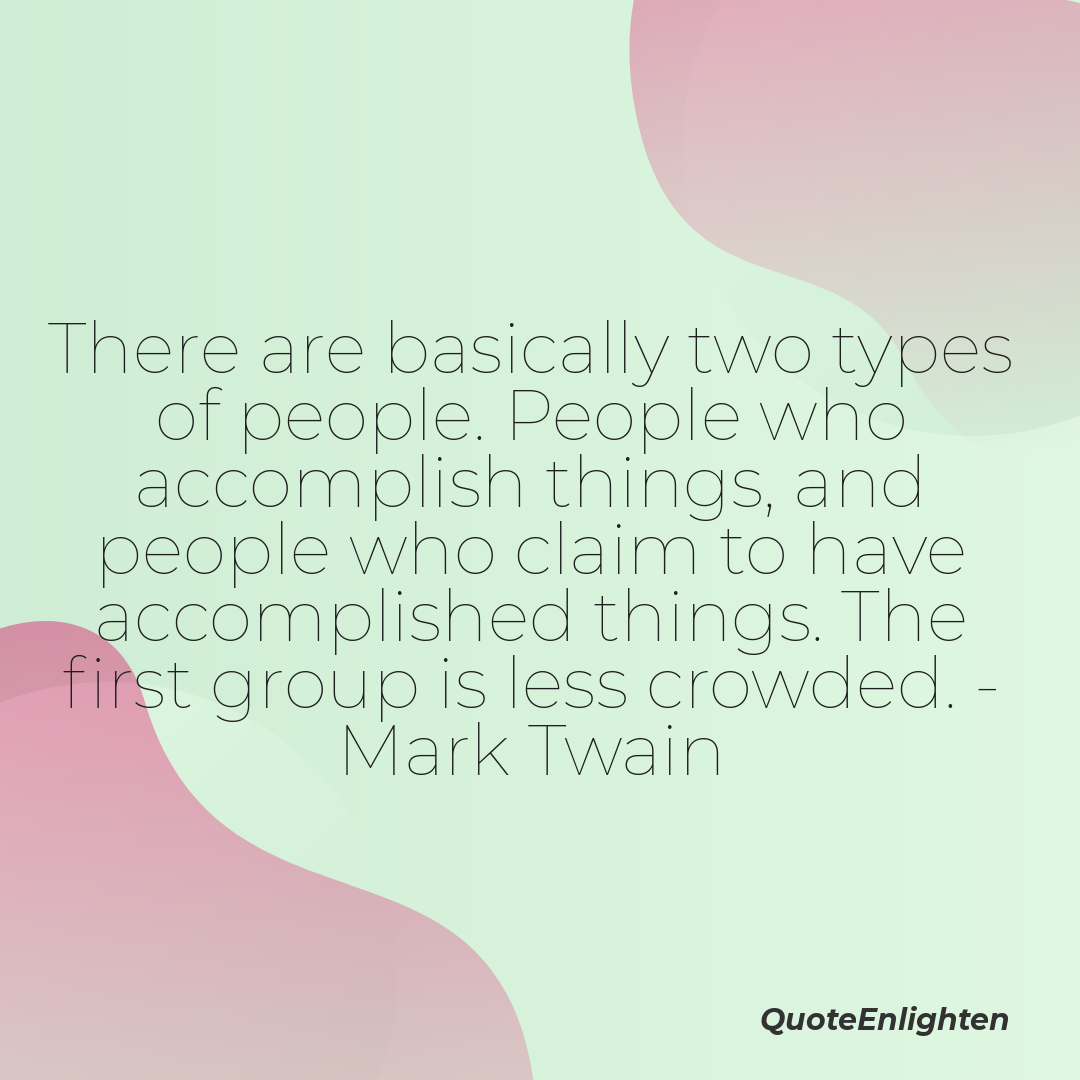 There are basically two types
of people. People who
accomplish things, and
people who claim to have
accomplished things. The
first group is less crowded. -
Mark Twain
QuoteEnlighten